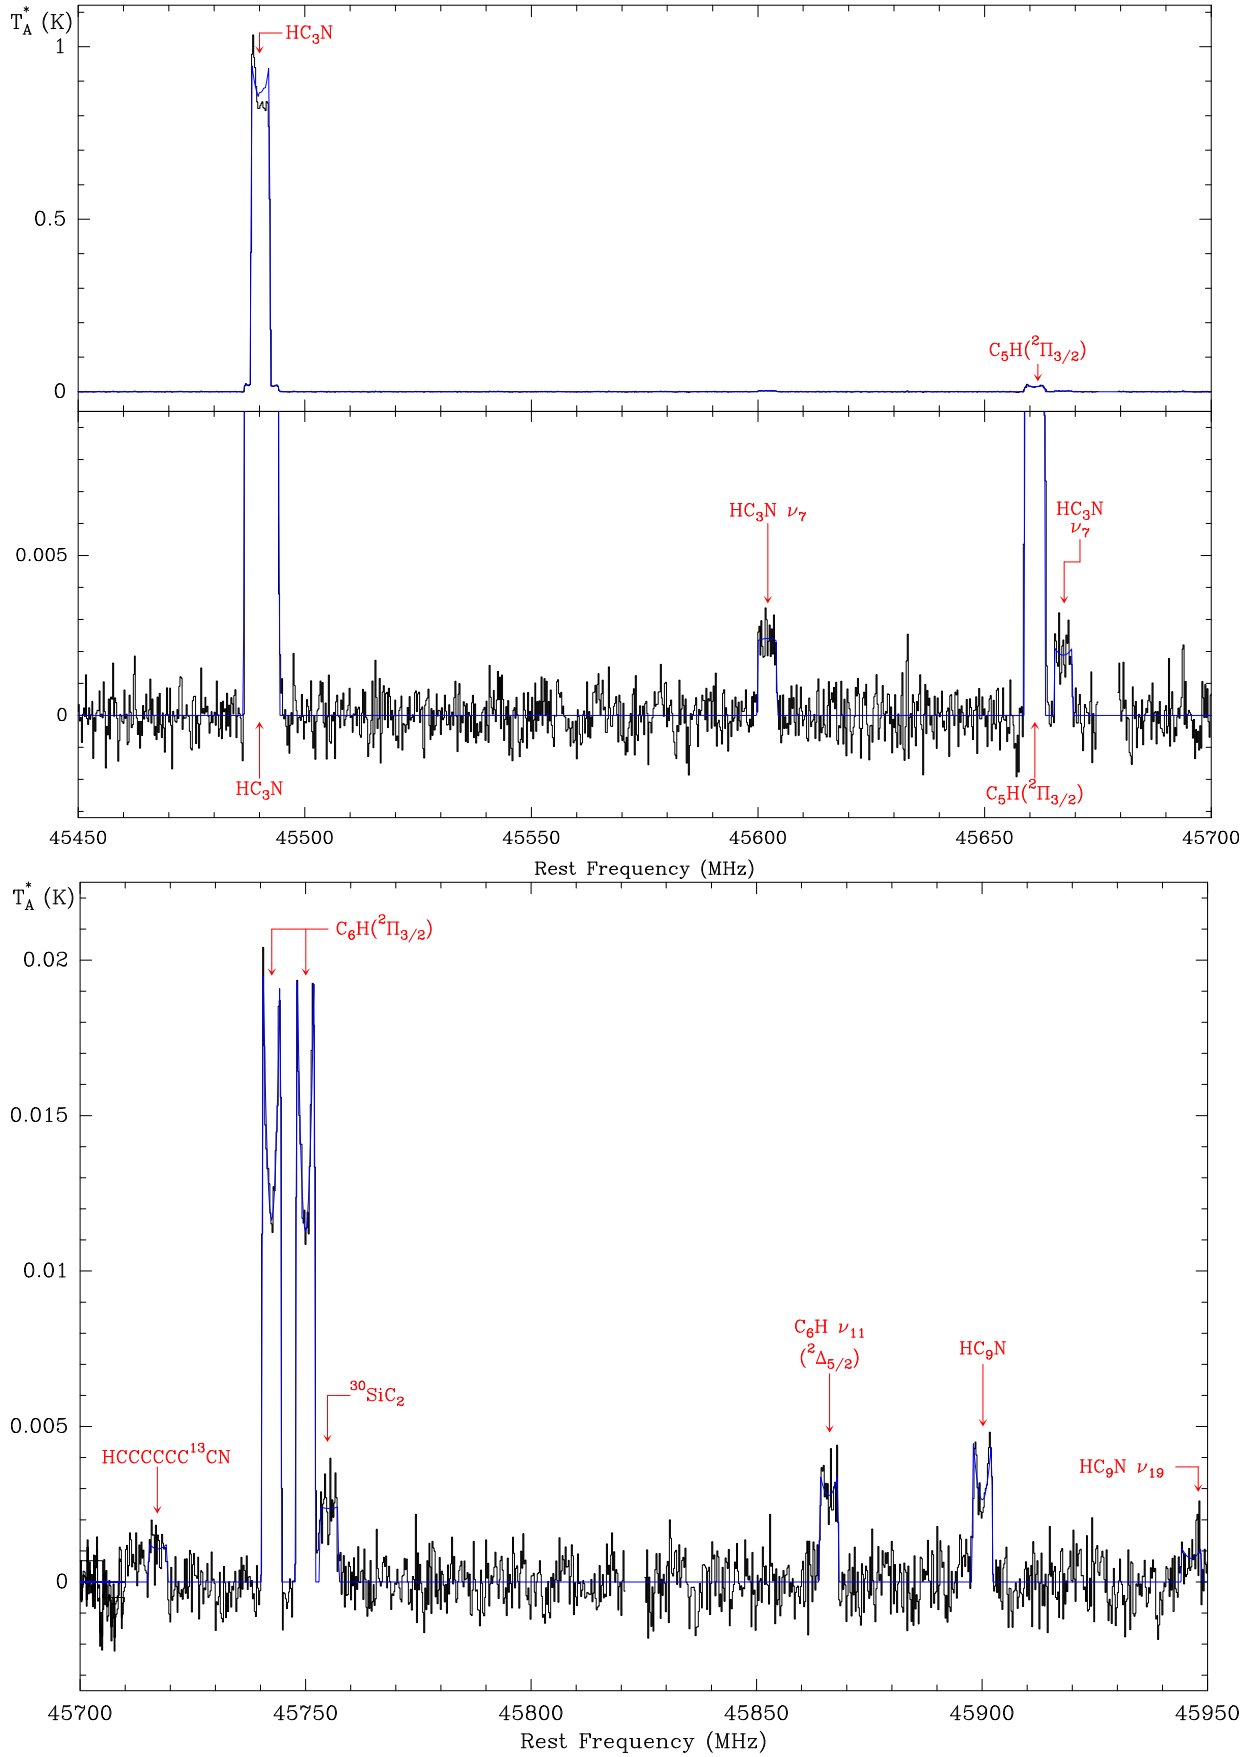 T*A (K)
HC3N
1
0.5
C5H(2Π3/2)
0
HC3N ν7
HC3N
ν7
0.005
0
HC3N
C5H(2Π3/2)
45450 45500 45550 45600 45650 45700
Rest Frequency (MHz)
T*A (K)
C6H(2Π3/2)
0.02
0.015
0.01
C6H ν11
(2Δ5/2)
HC9N
30SiC2
0.005
HCCCCCC13CN
HC9N ν19
0
45700 45750 45800 45850 45900 45950
Rest Frequency (MHz)